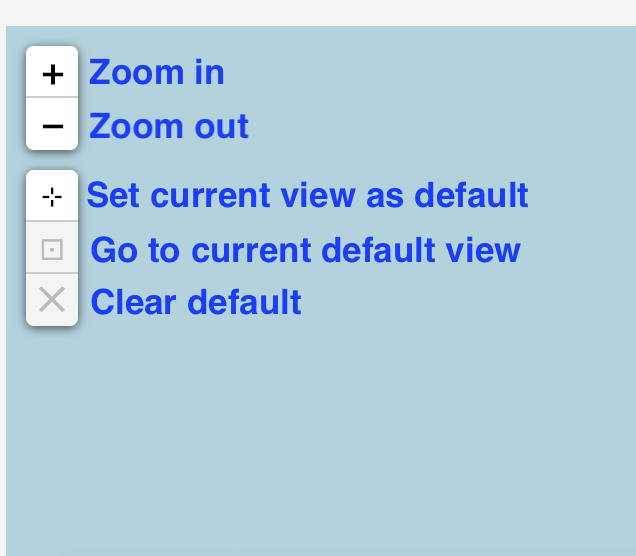 + Zoom in
− Zoom out
Set current view as default
Go to current default view
Clear default